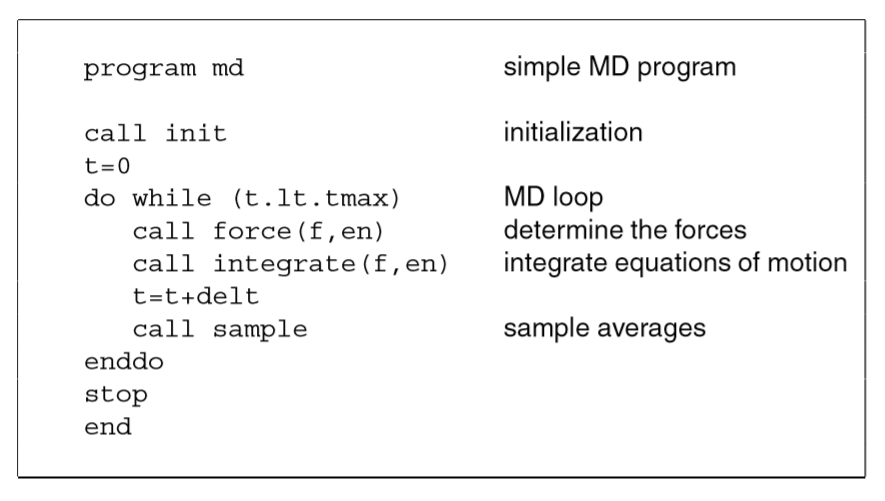 program md simple MD program
call init initialization
t=0
do while (t.lt.tmax) MD loop
call force(f,en) determine the forces
call integrate(f,en) integrate equations of motion
t=t+delt
call sample sample averages
enddo
stop
end